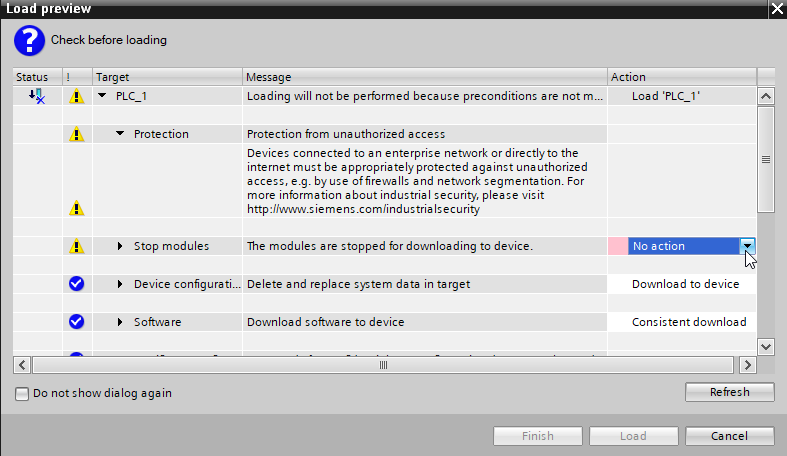 Load preview
Check before loading
Status ! Target Message Action
PLC_1 Loading will not be performed because preconditions are not m... Load 'PLC_1'
Protection Protection from unauthorized access
Devices connected to an enterprise network or directly to the
internet must be appropriately protected against unauthorized
access, e.g. by use of firewalls and network segmentation. For
more information about industrial security, please visit
http://www.siemens.com/industrialsecurity
Stop modules The modules are stopped for downloading to device. No action
Device configurati... Delete and replace system data in target Download to device
Software Download software to device Consistent download
Do not show dialog again
Refresh
Finish Load Cancel